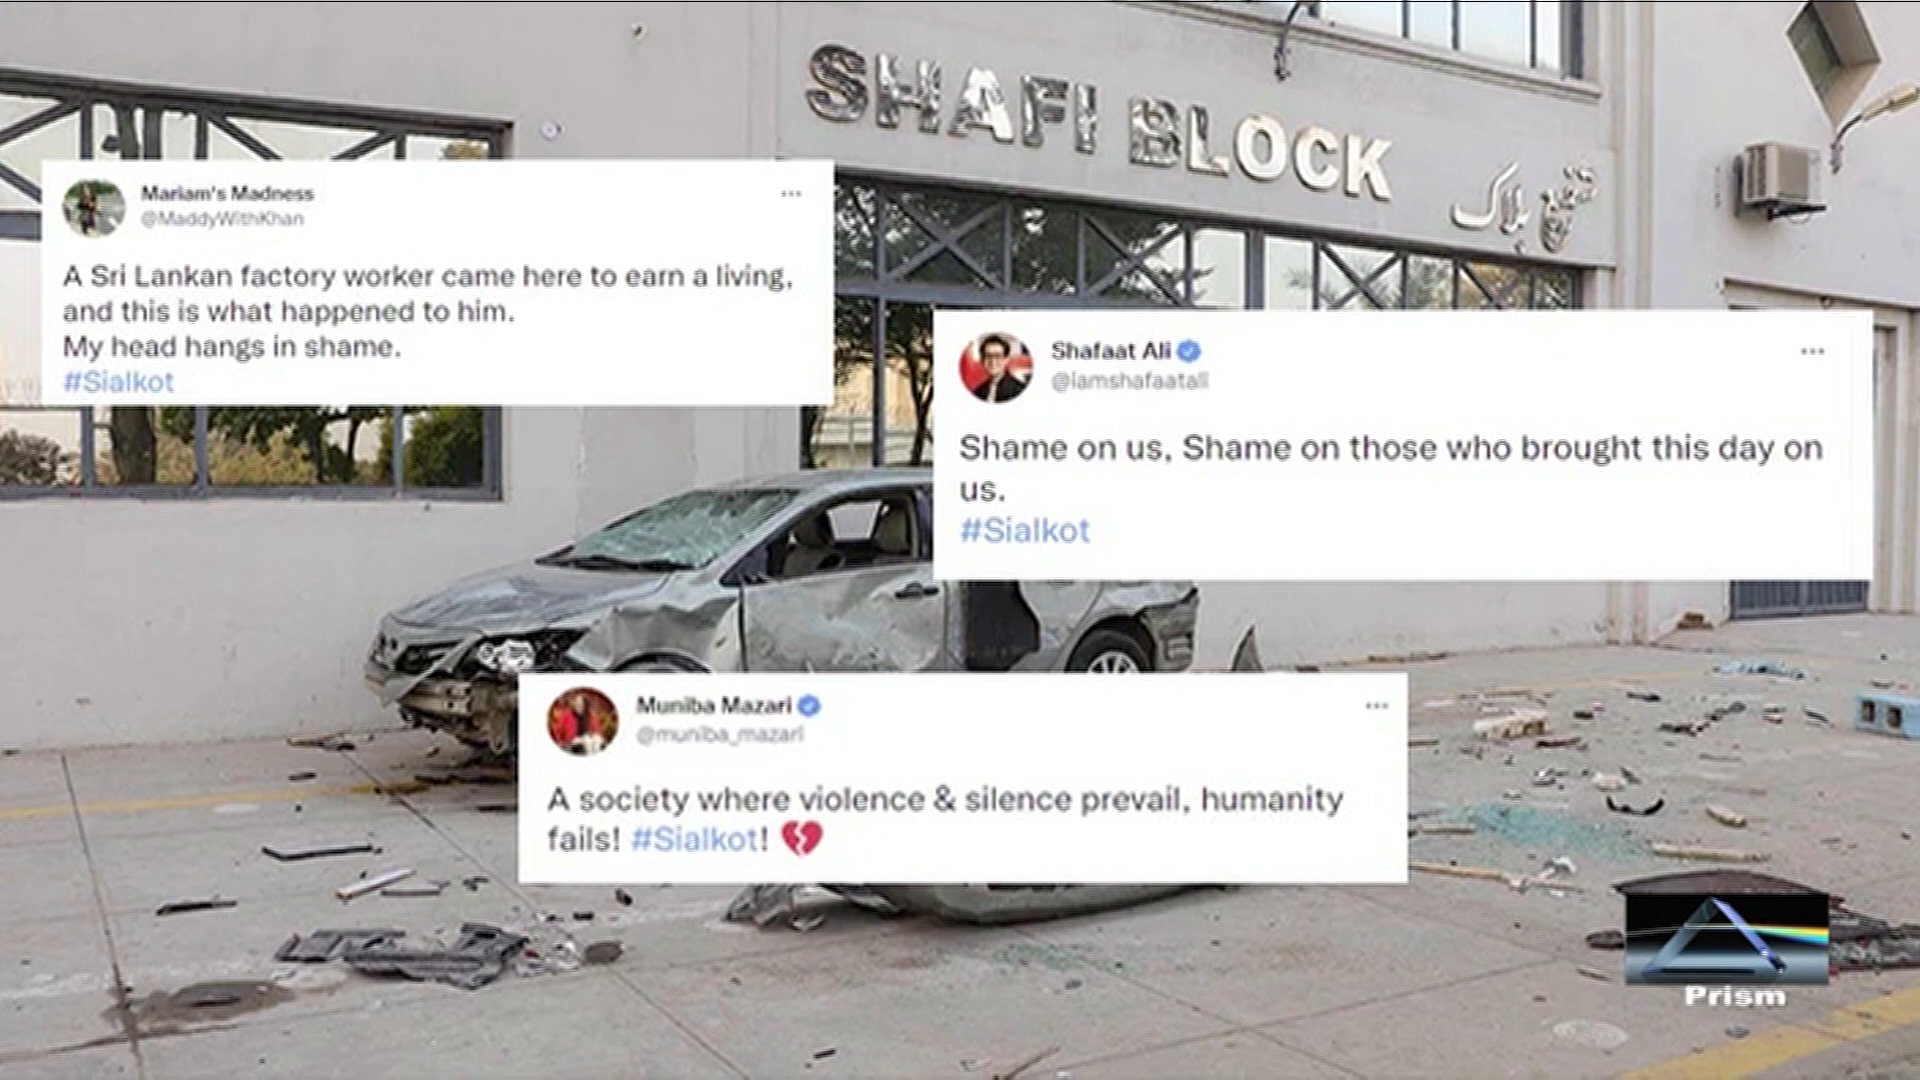 SHAFI BLOCK
شفیع بلاک
Mariam's Madness
@MaddyWithKhan
A Sri Lankan factory worker came here to earn a living,
and this is what happened to him.
My head hangs in shame.
#Sialkot
Shafaat Ali
@iamshafaatali
Shame on us, Shame on those who brought this day on
us.
#Sialkot
Muniba Mazari
@muniba_mazari
A society where violence & silence prevail, humanity
fails! #Sialkot! 💔
Prism